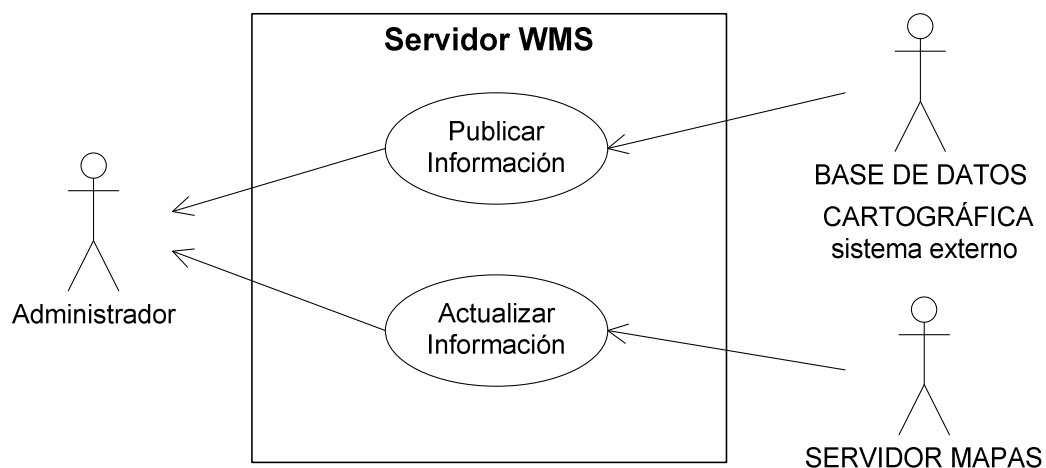 Servidor WMS
Publicar
Información
BASE DE DATOS
CARTOGRÁFICA
sistema externo
Administrador
Actualizar
Información
SERVIDOR MAPAS